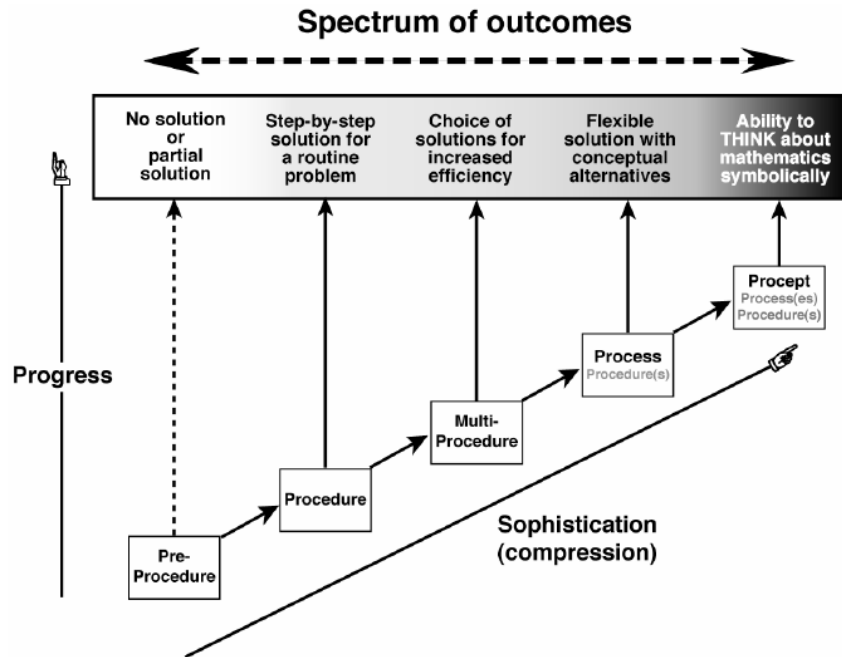 Spectrum of outcomes
No solution
or
partial
solution
Step-by-step
solution for
a routine
problem
Choice of
solutions for
increased
efficiency
Flexible
solution with
conceptual
alternatives
Ability to
THINK about
mathematics
symbolically
Progress
Pre-
Procedure
Procedure
Multi-
Procedure
Process
Procedure(s)
Procept
Process(es)
Procedure(s)
Sophistication
(compression)